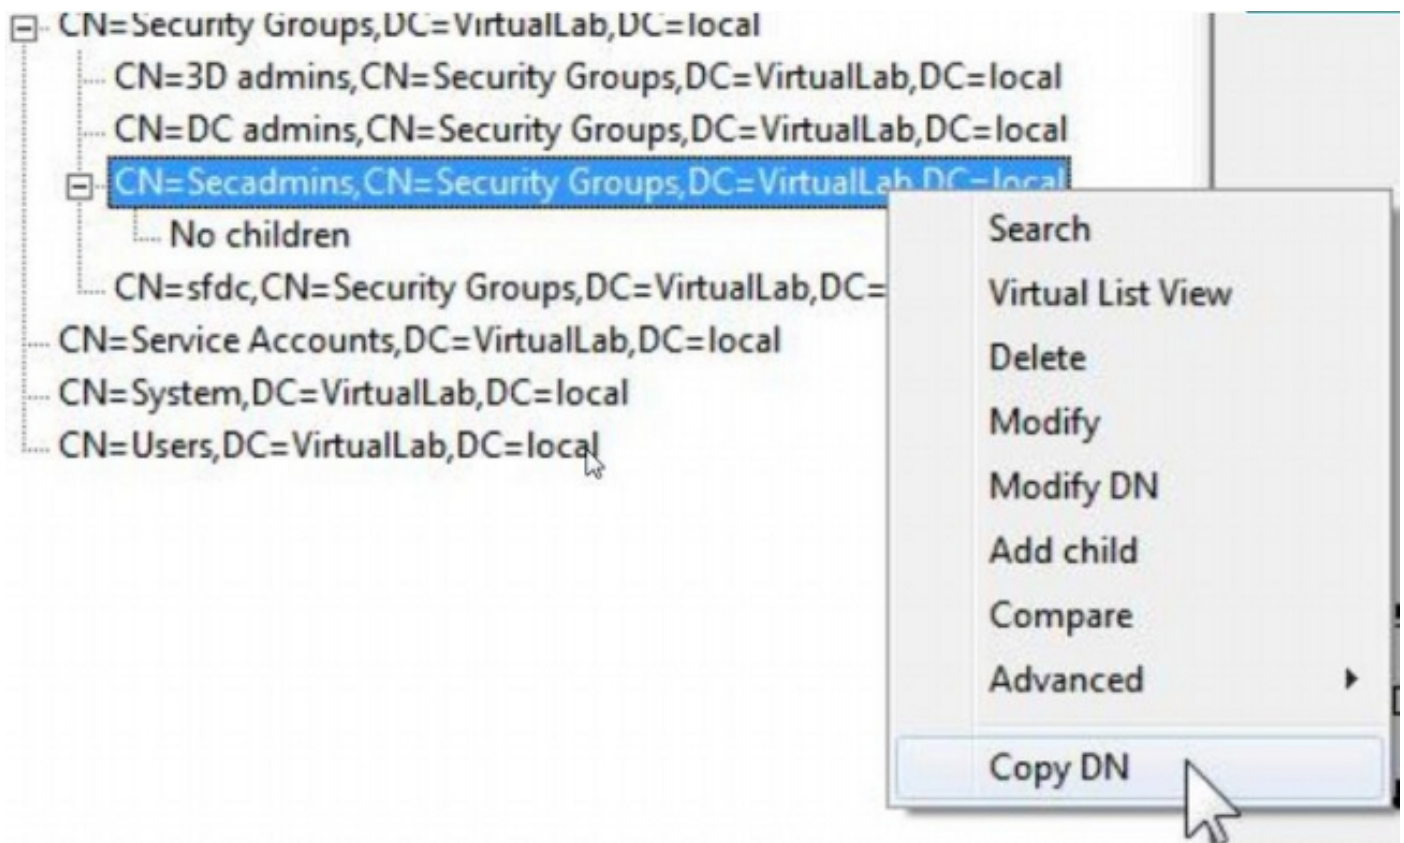 CN=Security Groups,DC=VirtualLab,DC=local
CN=3D admins,CN=Security Groups,DC=VirtualLab,DC=local
CN=DC admins,CN=Security Groups,DC=VirtualLab,DC=local
CN=Secadmins,CN=Security Groups,DC=VirtualLab,DC=local
No children
CN=sfdc,CN=Security Groups,DC=VirtualLab,DC=
CN=Service Accounts,DC=VirtualLab,DC=local
CN=System,DC=VirtualLab,DC=local
CN=Users,DC=VirtualLab,DC=local
Search
Virtual List View
Delete
Modify
Modify DN
Add child
Compare
Advanced
Copy DN